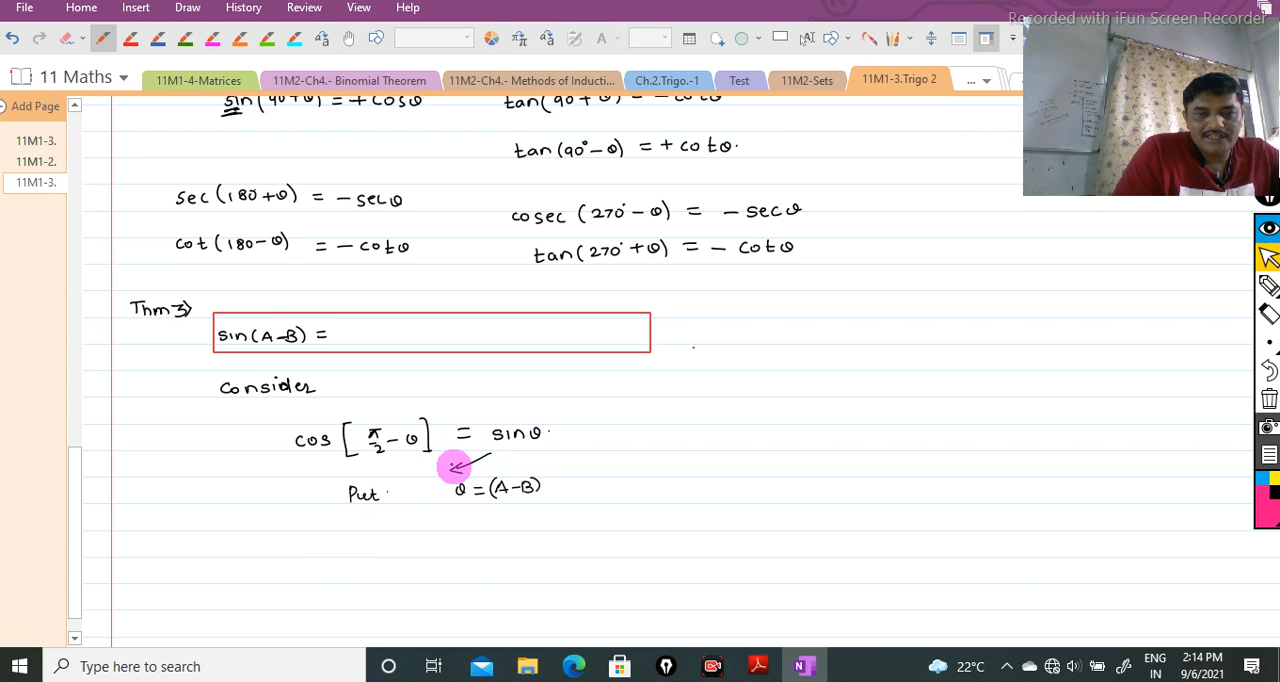 File Home Insert Draw History Review View Help
Recorded with iFun Screen Recorder
11 Maths 11M1-4-Matrices 11M2-Ch4.- Binomial Theorem 11M2-Ch4.- Methods of Inducti... Ch.2.Trigo.-1 Test 11M2-Sets 11M1-3.Trigo 2 ...
Add Page
11M1-3.
11M1-2.
11M1-3.
sin(90+θ) = +cosθ tan(90+θ) = -cotθ
tan(90°-θ) = +cotθ.
sec(180+θ) = -secθ cosec(270°-θ) = -secθ
cot(180-θ) = -cotθ tan(270°+θ) = -cotθ
Thm 3)
sin(A-B) =
Consider
cos[π/2-θ] = sinθ.
Put. θ=(A-B)
Type here to search
22°C ENG IN 2:14 PM 9/6/2021